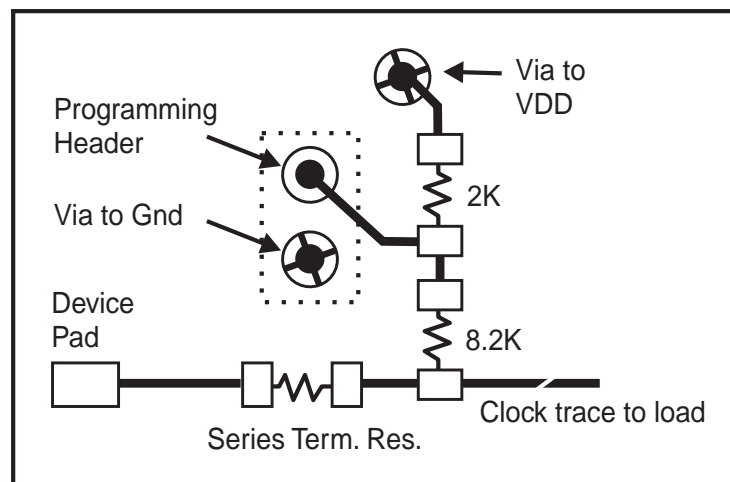 Via to
VDD
Programming
Header
2K
Via to Gnd
Device
Pad
8.2K
Clock trace to load
Series Term. Res.